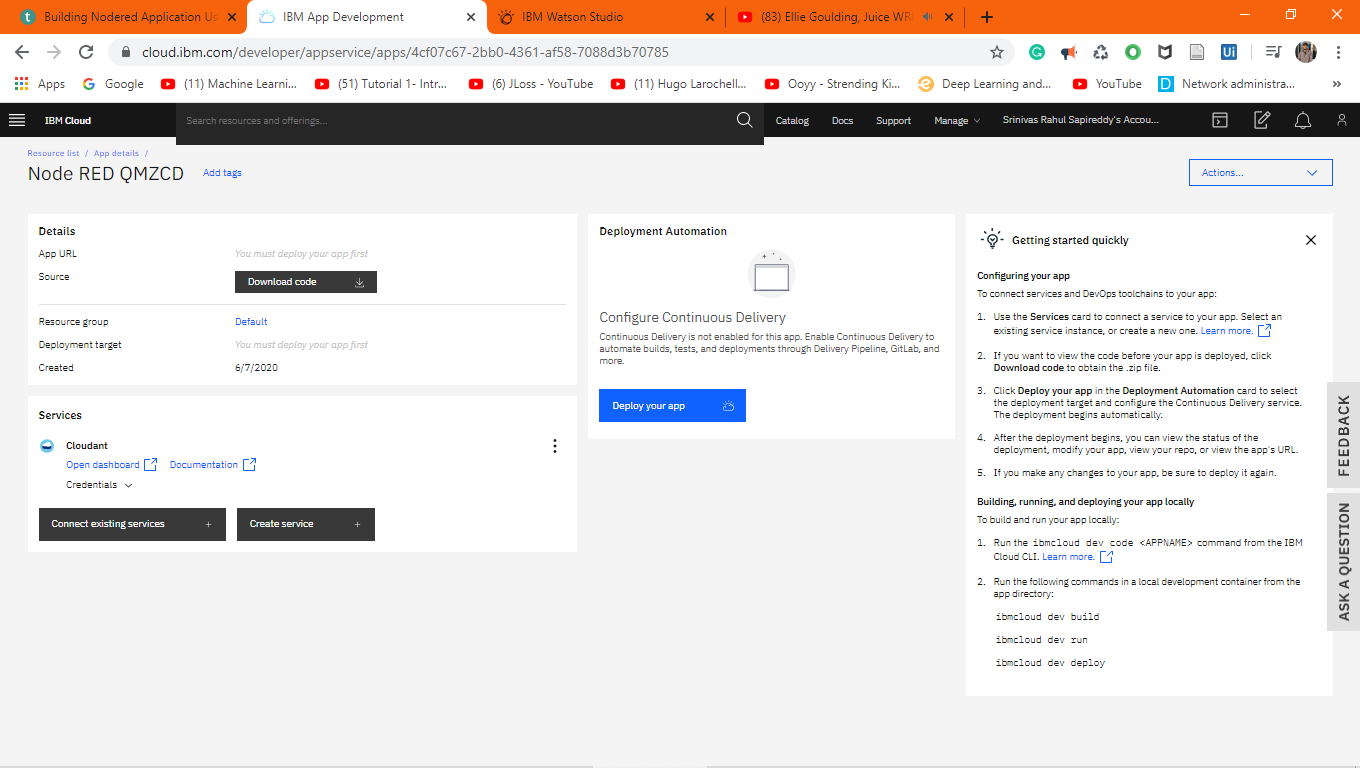 Building Nodered Application Us
IBM App Development
IBM Watson Studio
(83) Ellie Goulding, Juice WR
cloud.ibm.com/developer/appservice/apps/4cf07c67-2bb0-4361-af58-7088d3b70785
Apps
Google
(11) Machine Learni...
(51) Tutorial 1- Intr...
(6) JLoss - YouTube
(11) Hugo Larochell...
Ooyy - Strending Ki...
Deep Learning and...
YouTube
Network administra...
»
IBM Cloud
Search resources and offerings...
Catalog
Docs
Support
Manage
Srinivas Rahul Sapireddy's Accou...
Resource list / App details /
Node RED QMZCD
Add tags
Actions...
Details
App URL
You must deploy your app first
Source
Download code
Resource group
Default
Deployment target
You must deploy your app first
Created
6/7/2020
Services
Cloudant
Open dashboard
Documentation
Credentials
Connect existing services +
Create service +
Deployment Automation
Configure Continuous Delivery
Continuous Delivery is not enabled for this app. Enable Continuous Delivery to
automate builds, tests, and deployments through Delivery Pipeline, GitLab, and
more.
Deploy your app
Getting started quickly
Configuring your app
To connect services and DevOps toolchains to your app:
1. Use the Services card to connect a service to your app. Select an
existing service instance, or create a new one. Learn more.
2. If you want to view the code before your app is deployed, click
Download code to obtain the .zip file.
3. Click Deploy your app in the Deployment Automation card to select
the deployment target and configure the Continuous Delivery service.
The deployment begins automatically.
4. After the deployment begins, you can view the status of the
deployment, modify your app, view your repo, or view the app's URL.
5. If you make any changes to your app, be sure to deploy it again.
Building, running, and deploying your app locally
To build and run your app locally:
1. Run the ibmcloud dev code <APPNAME> command from the IBM
Cloud CLI. Learn more.
2. Run the following commands in a local development container from the
app directory:
ibmcloud dev build
ibmcloud dev run
ibmcloud dev deploy
FEEDBACK
ASK A QUESTION